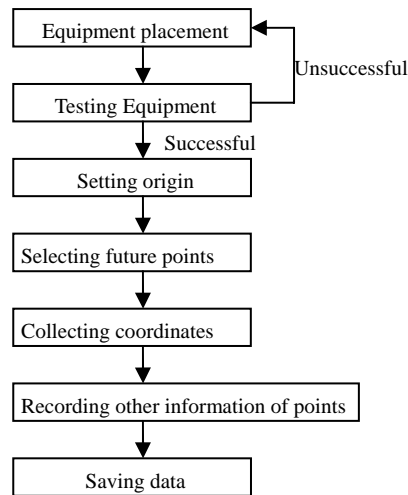 Equipment placement
Unsuccessful
Testing Equipment
Successful
Setting origin
Selecting future points
Collecting coordinates
Recording other information of points
Saving data